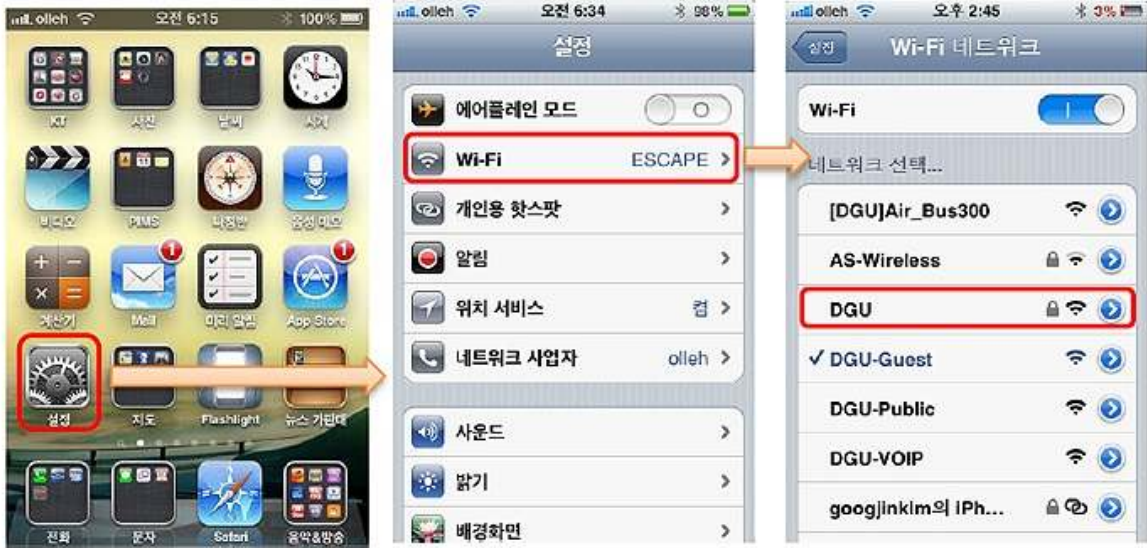 olleh 오전 6:15 100%
KT 사진 날씨 시계
비디오 PIMS 나침반 음성 메모
계산기 Mail 미리 알림 App Store
1 1
설정 지도 Flashlight 뉴스 가판대
전화 문자 Safari 음악&방송
olleh 오전 6:34 98%
설정
에어플레인 모드
Wi-Fi ESCAPE
개인용 핫스팟
알림
위치 서비스 켬
네트워크 사업자 olleh
사운드
밝기
배경화면
olleh 오후 2:45 3%
설정 Wi-Fi 네트워크
Wi-Fi
네트워크 선택...
[DGU]Air_Bus300
AS-Wireless
DGU
DGU-Guest
DGU-Public
DGU-VOIP
googjinkim의 iPh...